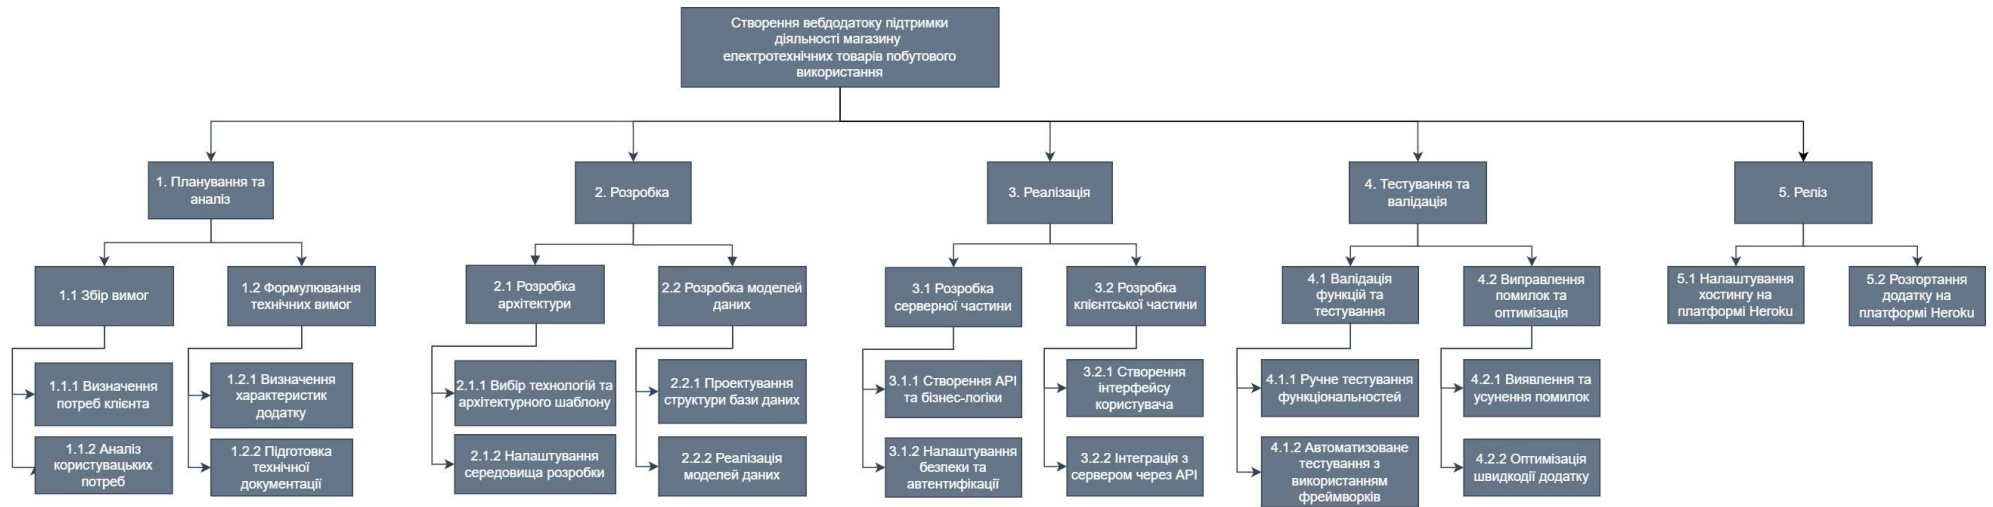 Створення вебдодатоку підтримки
діяльності магазину
електротехнічних товарів побутового
використання
1. Планування та
аналіз
2. Розробка
3. Реалізація
4. Тестування та
валідація
5. Реліз
1.1 Збір вимог
1.2 Формулювання
технічних вимог
2.1 Розробка
архітектури
2.2 Розробка моделей
даних
3.1 Розробка
серверної частини
3.2 Розробка
клієнтської частини
4.1 Валідація
функцій та
тестування
4.2 Виправлення
помилок та
оптимізація
5.1 Налаштування
хостингу на
платформі Heroku
5.2 Розгортання
додатку на
платформі Heroku
1.1.1 Визначення
потреб клієнта
1.2.1 Визначення
характеристик
додатку
2.1.1 Вибір технологій та
архітектурного шаблону
2.2.1 Проектування
структури бази даних
3.1.1 Створення API
та бізнес-логіки
3.2.1 Створення
інтерфейсу
користувача
4.1.1 Ручне тестування
функціональностей
4.2.1 Виявлення та
усунення помилок
1.1.2 Аналіз
користувацьких
потреб
1.2.2 Підготовка
технічної
документації
2.1.2 Налаштування
середовища розробки
2.2.2 Реалізація
моделей даних
3.1.2 Налаштування
безпеки та
автентифікації
3.2.2 Інтеграція з
сервером через API
4.1.2 Автоматизоване
тестування з
використанням
фреймворків
4.2.2 Оптимізація
швидкодії додатку